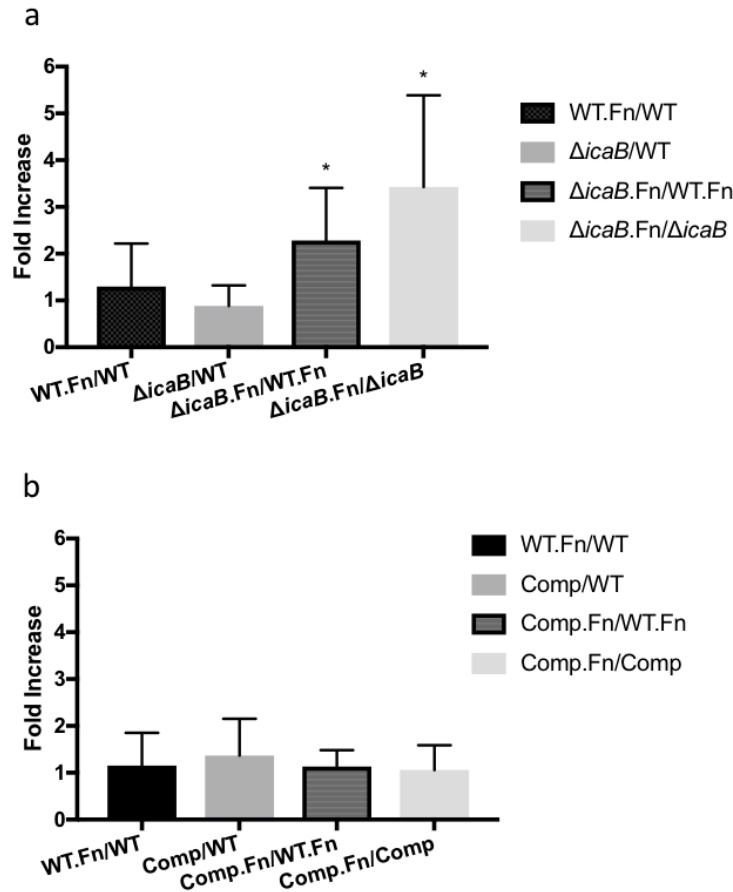 a
Fold Increase
6
5
4
3
2
1
0
*
*
WT.Fn/WT
ΔicaB/WT
ΔicaB.Fn/WT.Fn
ΔicaB.Fn/ΔicaB
WT.Fn/WT
ΔicaB/WT
ΔicaB.Fn/WT.Fn
ΔicaB.Fn/ΔicaB
b
Fold Increase
6
5
4
3
2
1
0
WT.Fn/WT
Comp/WT
Comp.Fn/WT.Fn
Comp.Fn/Comp
WT.Fn/WT
Comp/WT
Comp.Fn/WT.Fn
Comp.Fn/Comp